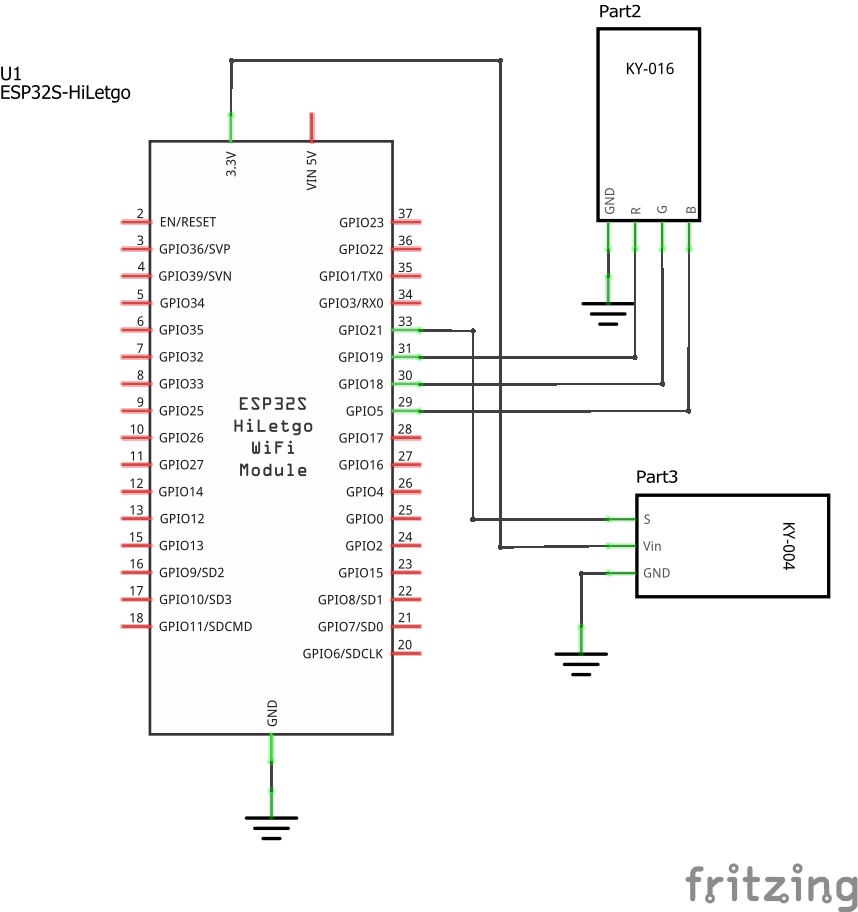 Part2
U1
ESP32S-HiLetgo
KY-016
GND
R
G
B
3.3V
VIN 5V
2 EN/RESET
3 GPIO36/SVP
4 GPIO39/SVN
5 GPIO34
6 GPIO35
7 GPIO32
8 GPIO33
9 GPIO25
10 GPIO26
11 GPIO27
12 GPIO14
13 GPIO12
15 GPIO13
16 GPIO9/SD2
17 GPIO10/SD3
18 GPIO11/SDCMD
ESP32S
HiLetgo
WiFi
Module
GPIO23 37
GPIO22 36
GPIO1/TX0 35
GPIO3/RX0 34
GPIO21 33
GPIO19 31
GPIO18 30
GPIO5 29
GPIO17 28
GPIO16 27
GPIO4 26
GPIO0 25
GPIO2 24
GPIO15 23
GPIO8/SD1 22
GPIO7/SD0 21
GPIO6/SDCLK 20
GND
Part3
S
Vin
GND
KY-004
fritzing